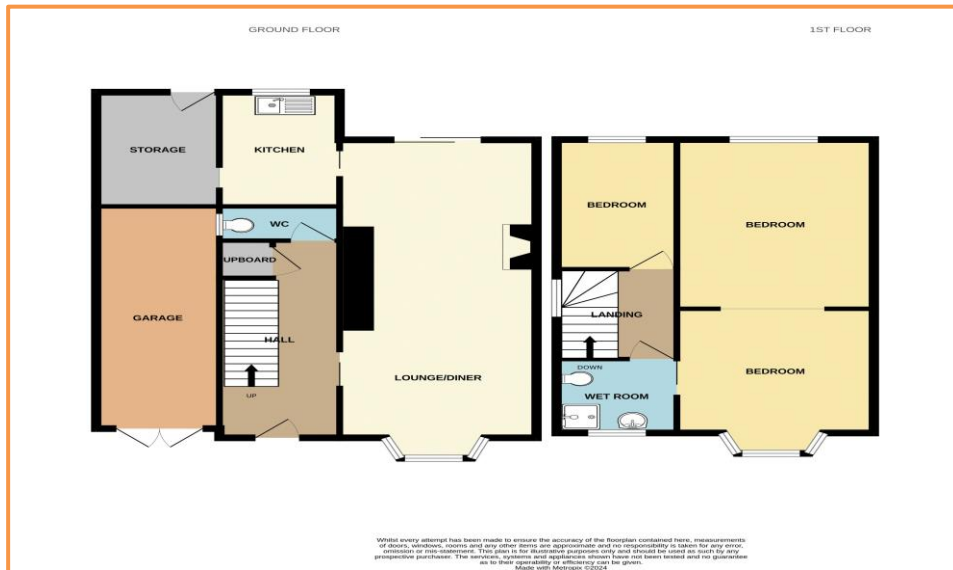 GROUND FLOOR
1ST FLOOR
STORAGE
KITCHEN
WC
UPBOARD
GARAGE
HALL
LOUNGE/DINER
UP
BEDROOM
BEDROOM
LANDING
DOWN
WET ROOM
BEDROOM
Whilst every attempt has been made to ensure the accuracy of the floorplan contained here, measurements
of doors, windows, rooms and any other items are approximate and no responsibility is taken for any error,
omission or mis-statement. This plan is for illustrative purposes only and should be used as such by any
prospective purchaser. The services, systems and appliances shown have not been tested and no guarantee
as to their operability or efficiency can be given.
Made with Metropix ©2024